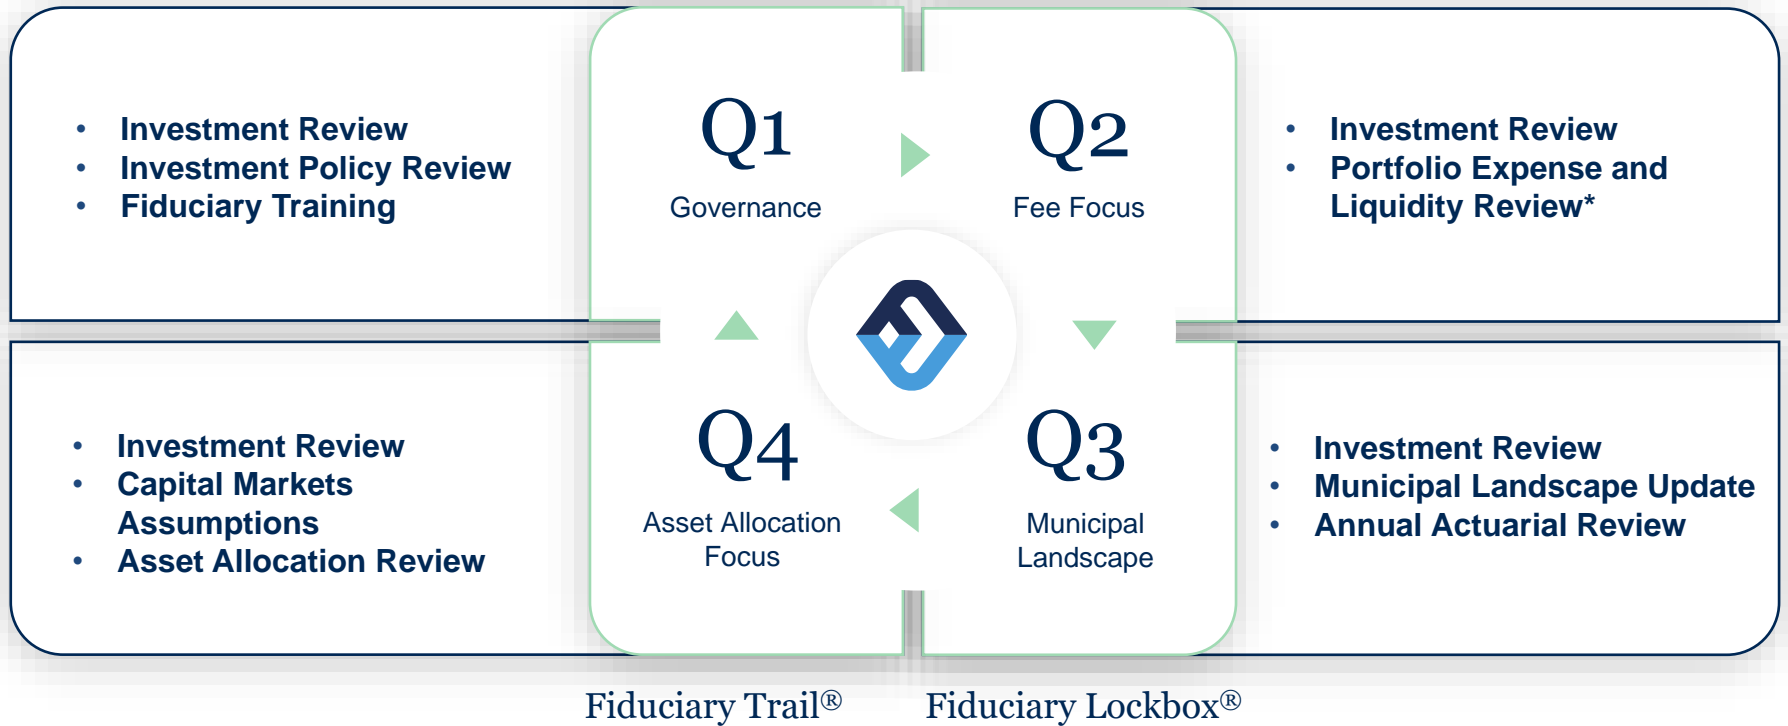 Q1
Governance
• Investment Review
• Investment Policy Review
• Fiduciary Training
Q2
Fee Focus
• Investment Review
• Portfolio Expense and
Liquidity Review*
Q3
Municipal
Landscape
• Investment Review
• Municipal Landscape Update
• Annual Actuarial Review
Q4
Asset Allocation
Focus
• Investment Review
• Capital Markets
Assumptions
• Asset Allocation Review
Fiduciary Trail®
Fiduciary Lockbox®